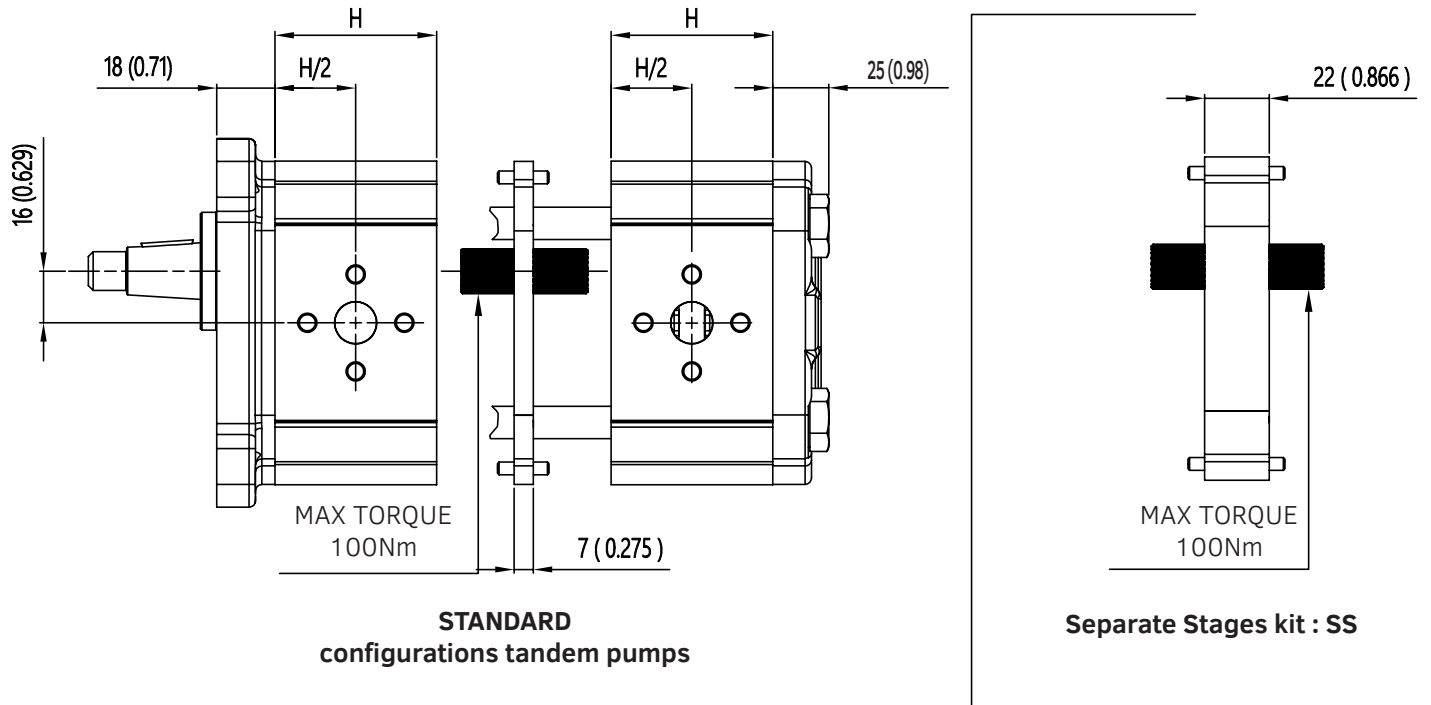 H
H
18 (0.71)
H/2
H/2
25 (0.98)
22 ( 0.866 )
16 (0.629)
MAX TORQUE
100Nm
7 ( 0.275 )
MAX TORQUE
100Nm
STANDARD
configurations tandem pumps
Separate Stages kit : SS